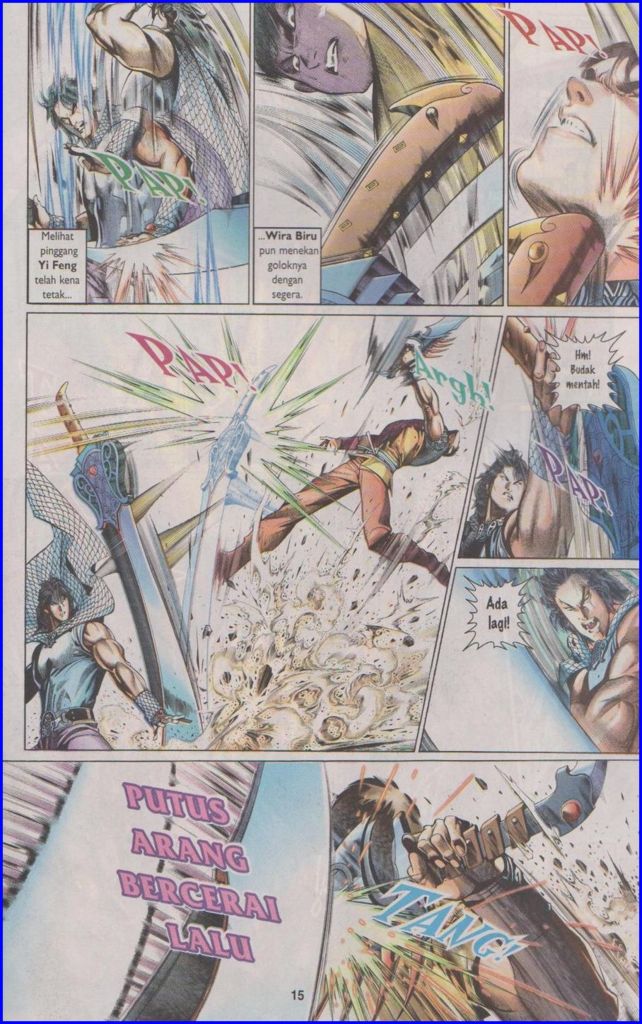 PAP!
Melihat
pinggang
Yi Feng
telah kena
tetak...
...Wira Biru
pun menekan
goloknya
dengan
segera.
PAP!
PAP!
Argh!
Hm!
Budak
mentah!
PAP!
Ada
lagi!
PUTUS
ARANG
BERCERAI
LALU
TANG!
15